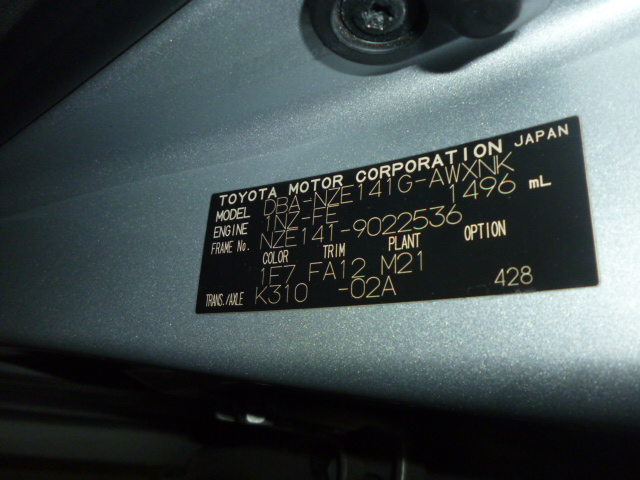 TOYOTA MOTOR CORPORATION JAPAN
MODEL DBA-NZE141G-AWXNK
ENGINE 1NZ-FE 1496 mL
FRAME No. NZE141-9022536
COLOR TRIM PLANT OPTION
1E7 FA12 M21
TRANS./AXLE K310 -02A 428